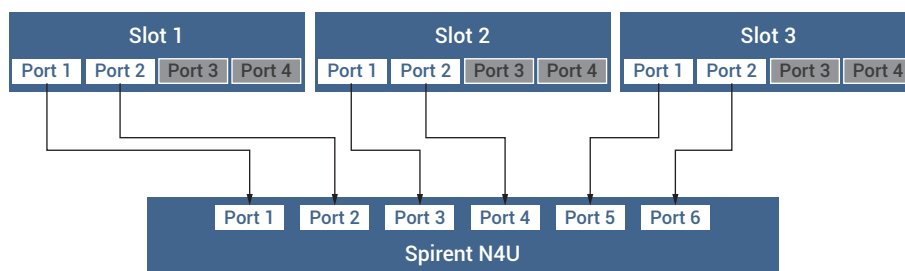 Slot 1 Slot 2 Slot 3
Port 1 Port 2 Port 3 Port 4 Port 1 Port 2 Port 3 Port 4 Port 1 Port 2 Port 3 Port 4
Port 1 Port 2 Port 3 Port 4 Port 5 Port 6
Spirent N4U